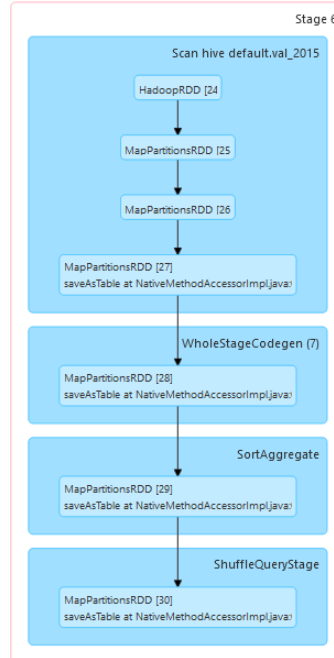 Stage 6
Scan hive default.val_2015
HadoopRDD [24
MapPartitionsRDD [25
MapPartitionsRDD [26
MapPartitionsRDD [27]
saveAsTable at NativeMethodAccessorImpl.java:
WholeStageCodegen (7)
MapPartitionsRDD [28]
saveAsTable at NativeMethodAccessorImpl.java:
SortAggregate
MapPartitionsRDD [29]
saveAsTable at NativeMethodAccessorImpl.java:
ShuffleQueryStage
MapPartitionsRDD [30]
saveAsTable at NativeMethodAccessorImpl.java: